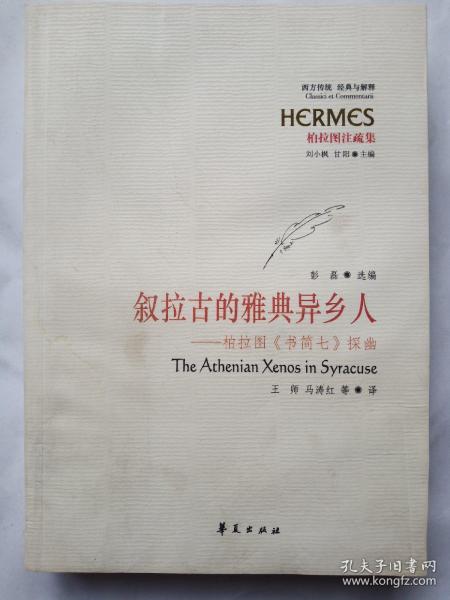 西方传统 经典与解释
Classici et Commentarii
HERMES
柏拉图注疏集
刘小枫 甘阳●主编
彭磊●选编
叙拉古的雅典异乡人
——柏拉图《书简七》探幽
The Athenian Xenos in Syracuse
王师 马涛红 等●译
华夏出版社
孔夫子旧书网
www.kongfz.com